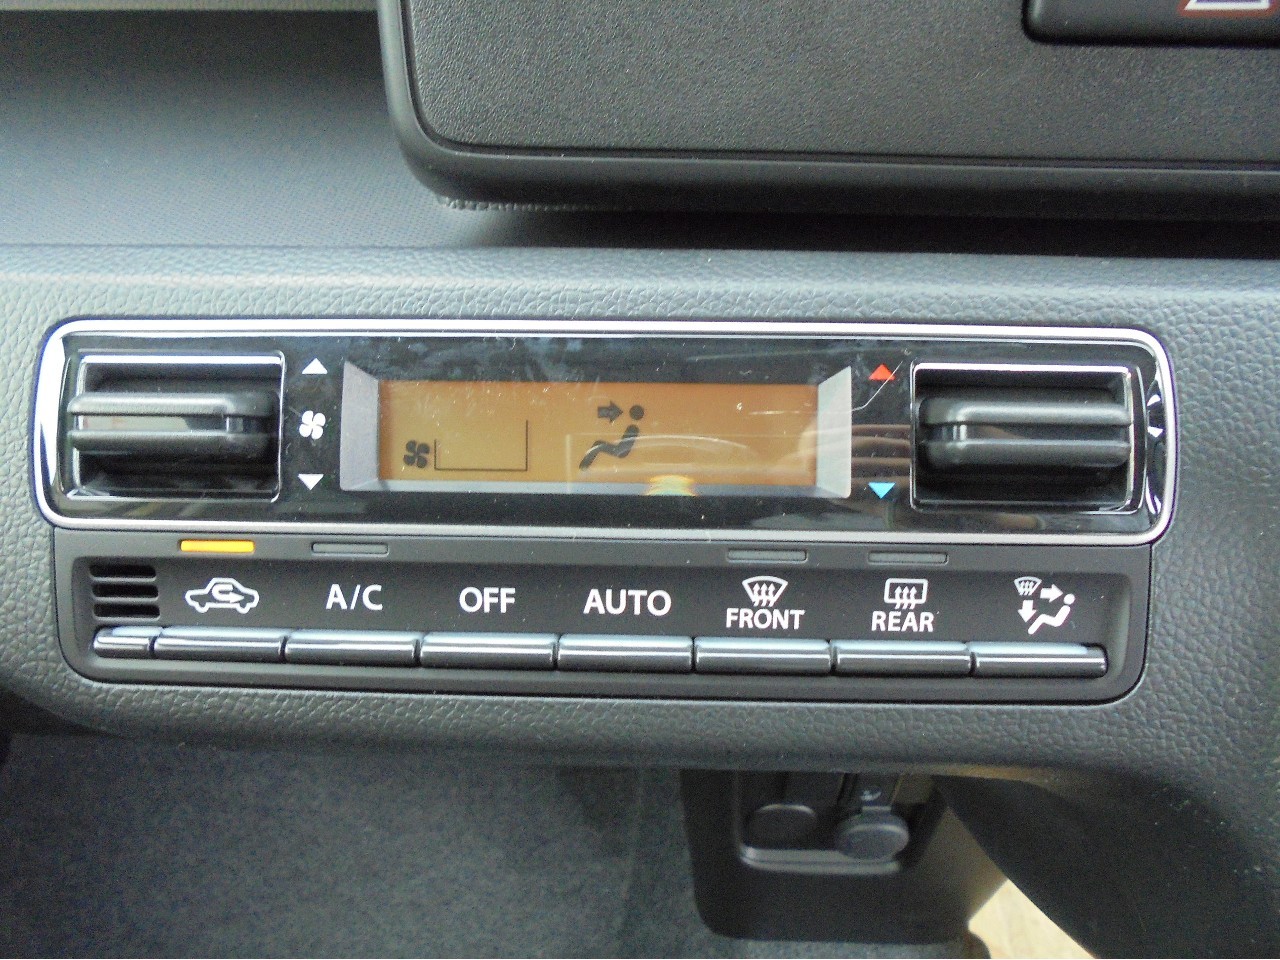 A/C
OFF
AUTO
FRONT
REAR